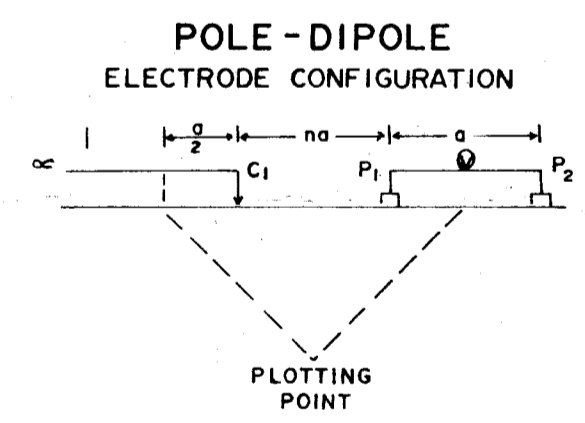 POLE-DIPOLE
ELECTRODE CONFIGURATION
a/2 na a
∝ C1 P1 V P2
PLOTTING
POINT